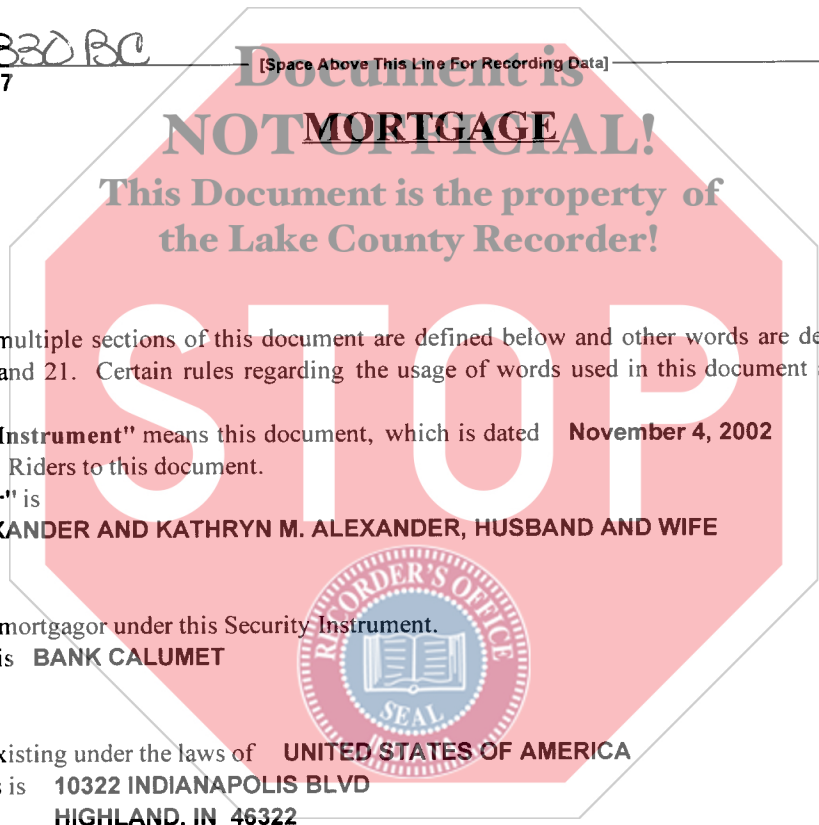 330 BC
[Space Above This Line For Recording Data]
7
Document is
NOT OFFICIAL!
MORTGAGE
This Document is the property of
the Lake County Recorder!
STOP
multiple sections of this document are defined below and other words are de
and 21. Certain rules regarding the usage of words used in this document
Instrument" means this document, which is dated November 4, 2002
Riders to this document.
r" is
XANDER AND KATHRYN M. ALEXANDER, HUSBAND AND WIFE
mortgagor under this Security Instrument.
is BANK CALUMET
RECORDER'S OFFICE
SEAL
INDIANA
xisting under the laws of UNITED STATES OF AMERICA
s is 10322 INDIANAPOLIS BLVD
HIGHLAND, IN 46322